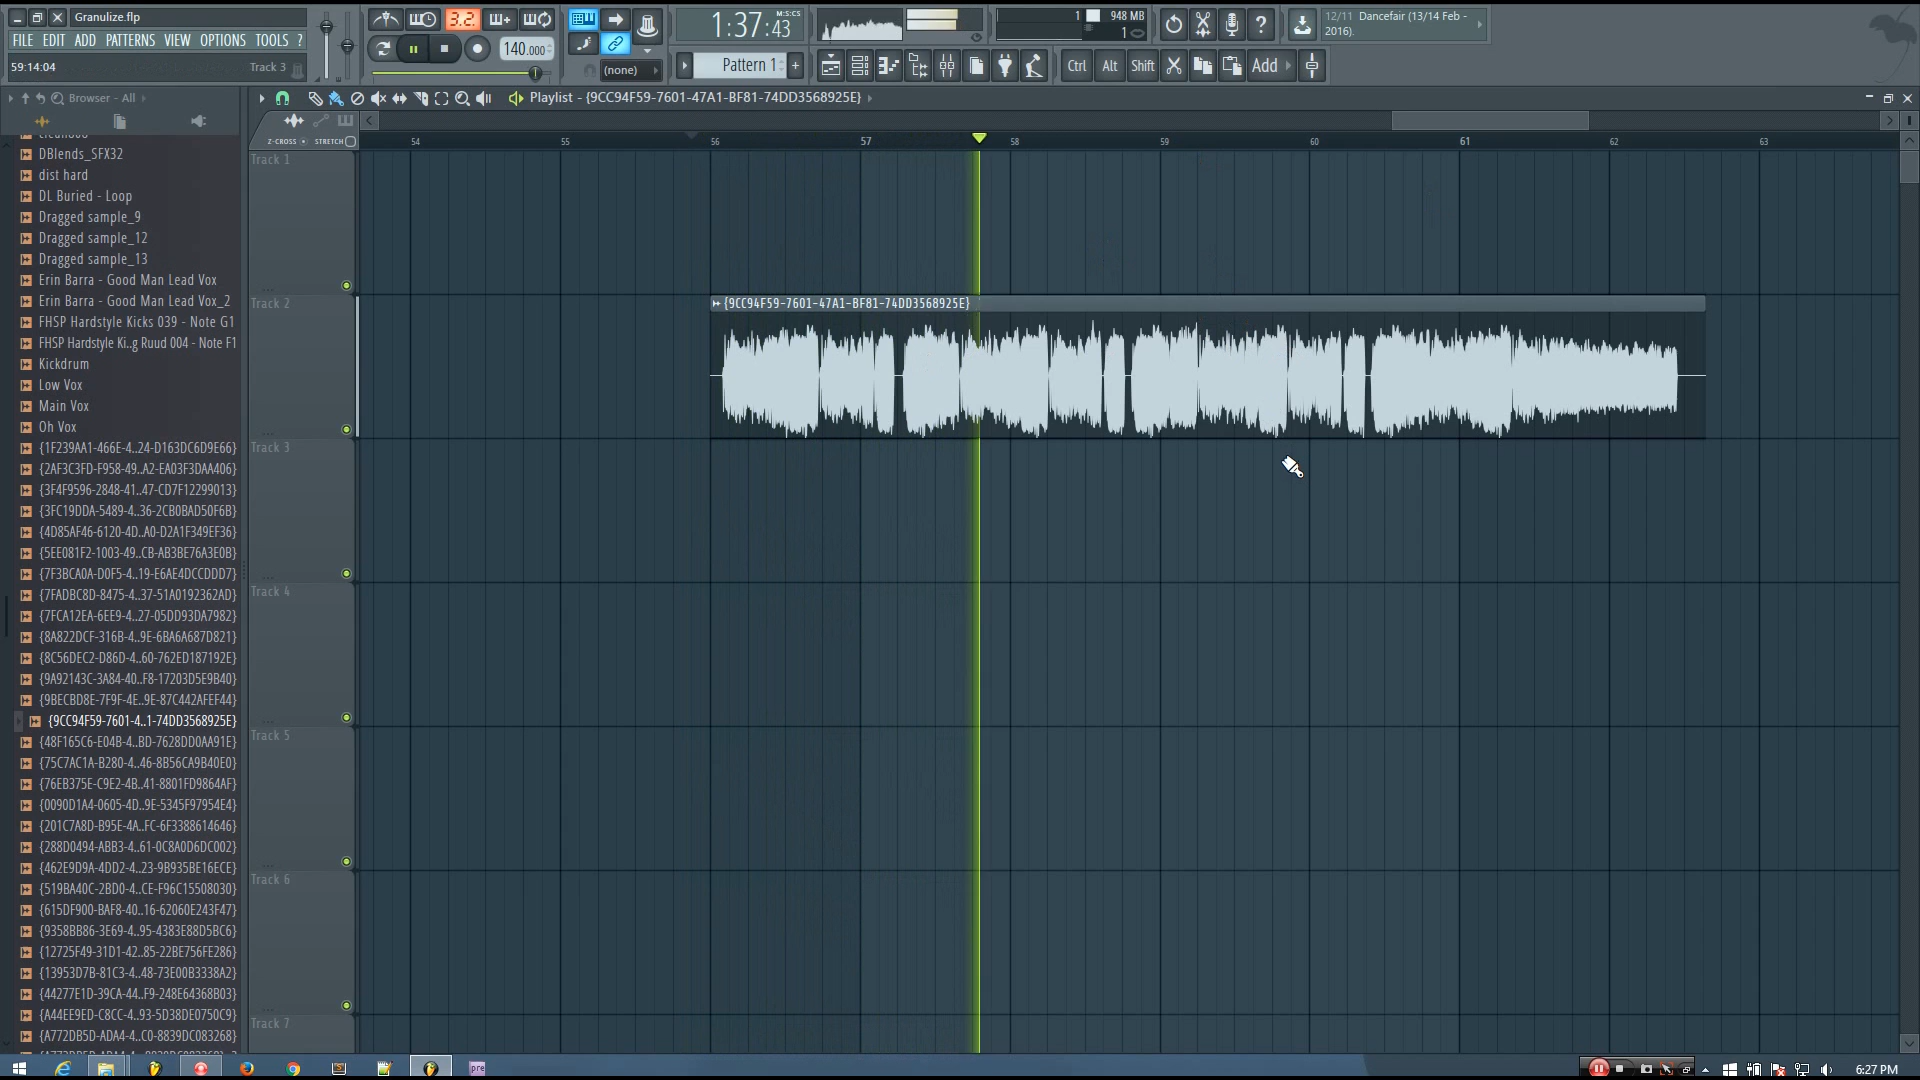 Granulize.flp
FILE EDIT ADD PATTERNS VIEW OPTIONS TOOLS ?
59:14:04 Track 3
3.2.
140.000
(none)
1:37:43 M:S:CS
Pattern 1 +
1 948 MB
1
Ctrl Alt Shift Add
12/11 Dancefair (13/14 Feb -
2016).
Browser - All
Playlist - {9CC94F59-7601-47A1-BF81-74DD3568925E}
Z-CROSS STRETCH
54 55 56 57 58 59 60 61 62 63
DBlends_SFX32
dist hard
DL Buried - Loop
Dragged sample_9
Dragged sample_12
Dragged sample_13
Erin Barra - Good Man Lead Vox
Erin Barra - Good Man Lead Vox_2
FHSP Hardstyle Kicks 039 - Note G1
FHSP Hardstyle Ki..g Ruud 004 - Note F1
Kickdrum
Low Vox
Main Vox
Oh Vox
{1F239AA1-466E-4..24-D163DC6D9E66}
{2AF3C3FD-F958-49..A2-EA03F3DAA406}
{3F4F9596-2848-41..47-CD7F12299013}
{3FC19DDA-5489-4..36-2CB0BAD50F6B}
{4D85AF46-6120-4D..A0-D2A1F349EF36}
{5EE081F2-1003-49..CB-AB3BE76A3E0B}
{7F3BCA0A-D0F5-4..19-E6AE4DCCDDD7}
{7FADBC8D-8475-4..37-51A0192362AD}
{7FCA12EA-6EE9-4..27-05DD93DA7982}
{8A822DCF-316B-4..9E-6BA6A687D821}
{8C56DEC2-D86D-4..60-762ED187192E}
{9A92143C-3A84-40..F8-17203D5E9B40}
{9BECBD8E-7F9F-4E..9E-87C442AFEF44}
{9CC94F59-7601-4..1-74DD3568925E}
{48F165C6-E04B-4..BD-7628DD0AA91E}
{75C7AC1A-B280-4..46-8B56CA9B40E0}
{76EB375E-C9E2-4B..41-8801FD9864AF}
{0090D1A4-0605-4D..9E-5345F97954E4}
{201C7A8D-B95E-4A..FC-6F3388614646}
{288D0494-ABB3-4..61-0C8A0D6DC002}
{462E9D9A-4DD2-4..23-9B935BE16ECE}
{519BA40C-2BD0-4..CE-F96C15508030}
{615DF900-BAF8-40..16-62060E243F47}
{9358BB86-3E69-4..95-4383E88D5BC6}
{12725F49-31D1-42..85-22BE756FE286}
{13953D7B-81C3-4..48-73E00B3338A2}
{44277E1D-39CA-44..F9-248E64368B03}
{A44EE9ED-C8CC-4..93-5D38DE0750C9}
{A772DB5D-ADA4-4..C0-8839DC083268}
Track 1
Track 2
{9CC94F59-7601-47A1-BF81-74DD3568925E}
Track 3
Track 4
Track 5
Track 6
Track 7
pre
6:27 PM